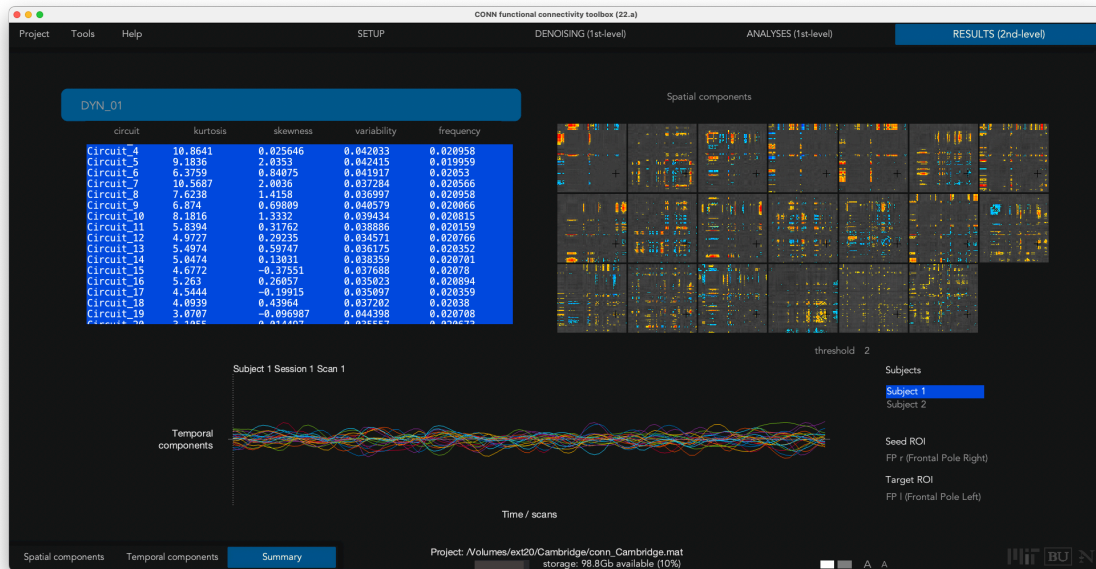 CONN functional connectivity toolbox (22.a)
Project Tools Help SETUP DENOISING (1st-level) ANALYSES (1st-level) RESULTS (2nd-level)
DYN_01
Spatial components
circuit kurtosis skewness variability frequency
Circuit_4 10.8641 0.025646 0.042033 0.020958
Circuit_5 9.1836 2.0353 0.042415 0.019959
Circuit_6 6.3759 0.84075 0.041917 0.02053
Circuit_7 10.5687 2.0036 0.037284 0.020566
Circuit_8 7.6238 1.4158 0.036997 0.020958
Circuit_9 6.874 0.69809 0.040579 0.020066
Circuit_10 8.1816 1.3332 0.039434 0.020815
Circuit_11 5.8394 0.31762 0.038886 0.020159
Circuit_12 4.9727 0.29235 0.034571 0.020766
Circuit_13 5.4974 0.59747 0.036175 0.020352
Circuit_14 5.0474 0.13031 0.038359 0.020701
Circuit_15 4.6772 -0.37551 0.037688 0.02078
Circuit_16 5.263 0.26057 0.035023 0.020894
Circuit_17 4.5444 -0.19915 0.035097 0.020359
Circuit_18 4.0939 0.43964 0.037202 0.02038
Circuit_19 3.0707 -0.096987 0.044398 0.020708
threshold 2
Subject 1 Session 1 Scan 1
Temporal
components
Time / scans
Subjects
Subject 1
Subject 2
Seed ROI
FP r (Frontal Pole Right)
Target ROI
FP l (Frontal Pole Left)
Spatial components Temporal components Summary
Project: /Volumes/ext20/Cambridge/conn_Cambridge.mat
storage: 98.8Gb available (10%)
A A
BU N